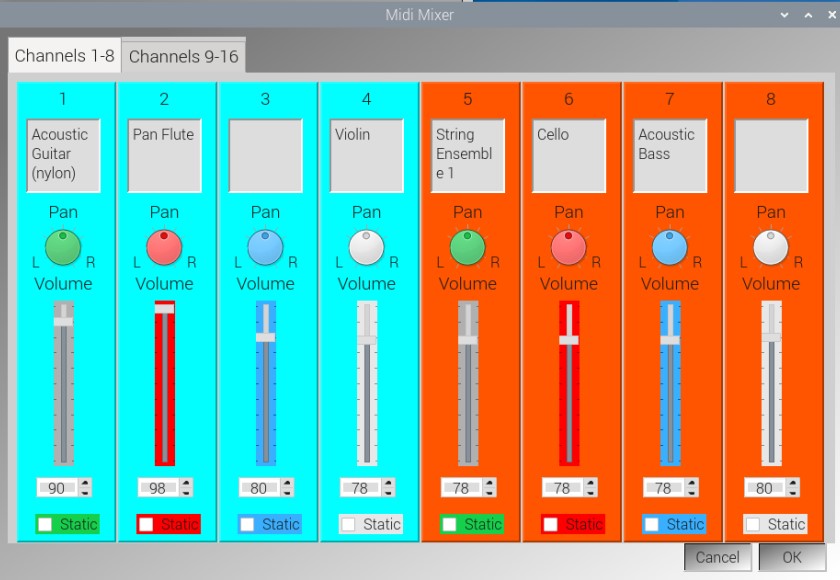 Midi Mixer
Channels 1-8 Channels 9-16
1 2 3 4 5 6 7 8
Acoustic Pan Flute Violin String Cello Acoustic
Guitar Ensembl Bass
(nylon) e 1
Pan Pan Pan Pan Pan Pan Pan Pan
L R L R L R L R L R L R L R L R
Volume Volume Volume Volume Volume Volume Volume Volume
90 98 80 78 78 78 78 80
Static Static Static Static Static Static Static Static
Cancel OK